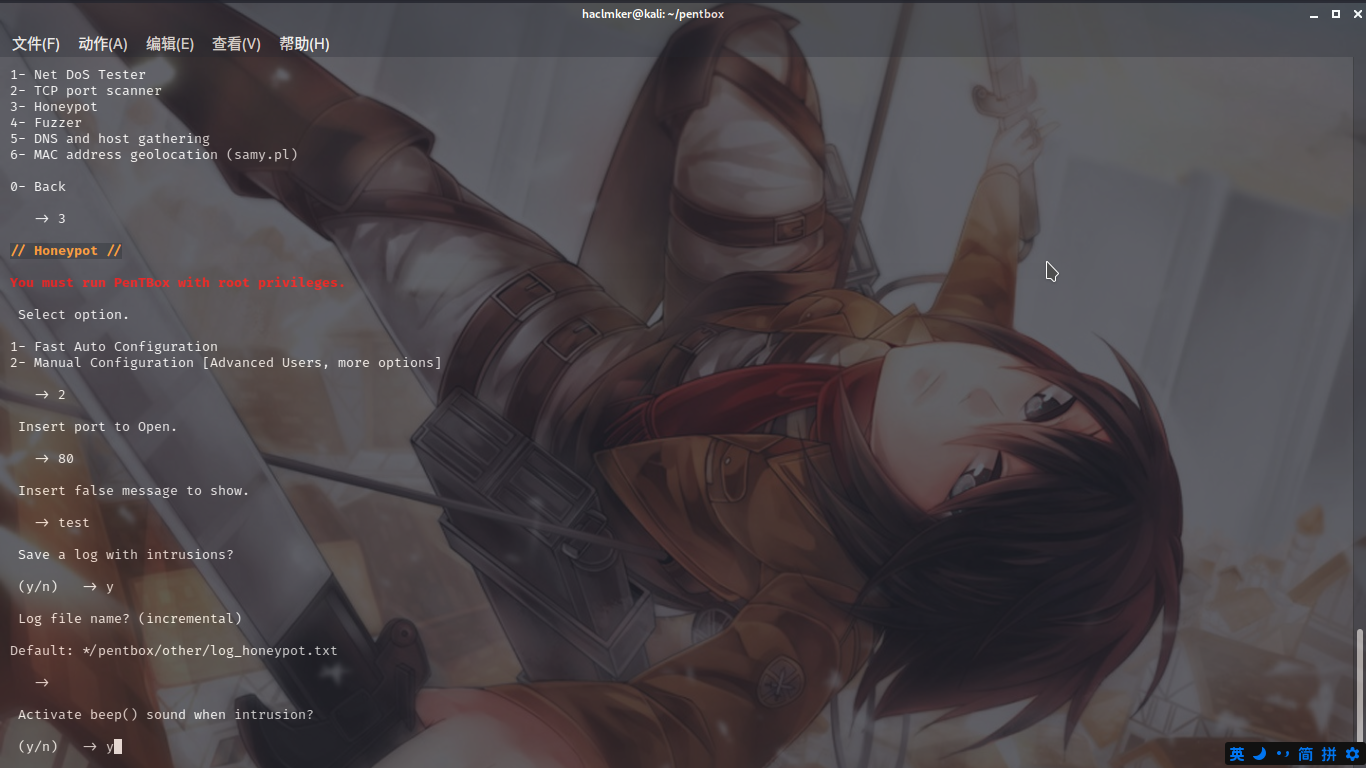 haclmker@kali: ~/pentbox
文件(F) 动作(A) 编辑(E) 查看(V) 帮助(H)
1- Net DoS Tester
2- TCP port scanner
3- Honeypot
4- Fuzzer
5- DNS and host gathering
6- MAC address geolocation (samy.pl)
0- Back
-> 3
// Honeypot //
You must run PenTBox with root privileges.
Select option.
1- Fast Auto Configuration
2- Manual Configuration [Advanced Users, more options]
-> 2
Insert port to Open.
-> 80
Insert false message to show.
-> test
Save a log with intrusions?
(y/n) -> y
Log file name? (incremental)
Default: */pentbox/other/log_honeypot.txt
->
Activate beep() sound when intrusion?
(y/n) -> y
英 简 拼